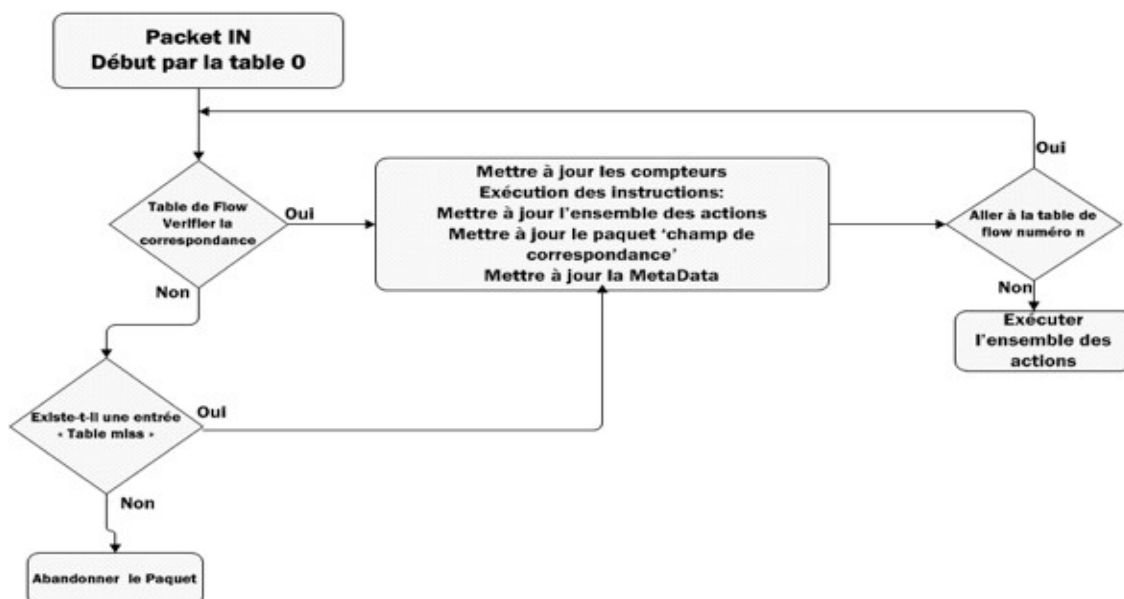 Packet IN
Début par la table 0
Oui
Table de Flow
Verifier la
correspondance
Oui
Mettre à jour les compteurs
Exécution des instructions:
Mettre à jour l'ensemble des actions
Mettre à jour le paquet ‘champ de
correspondance’
Mettre à jour la MetaData
Aller à la table de
flow numéro n
Non
Non
Exécuter
l'ensemble des
actions
Existe-t-il une entrée
« Table miss »
Oui
Non
Abandonner le Paquet